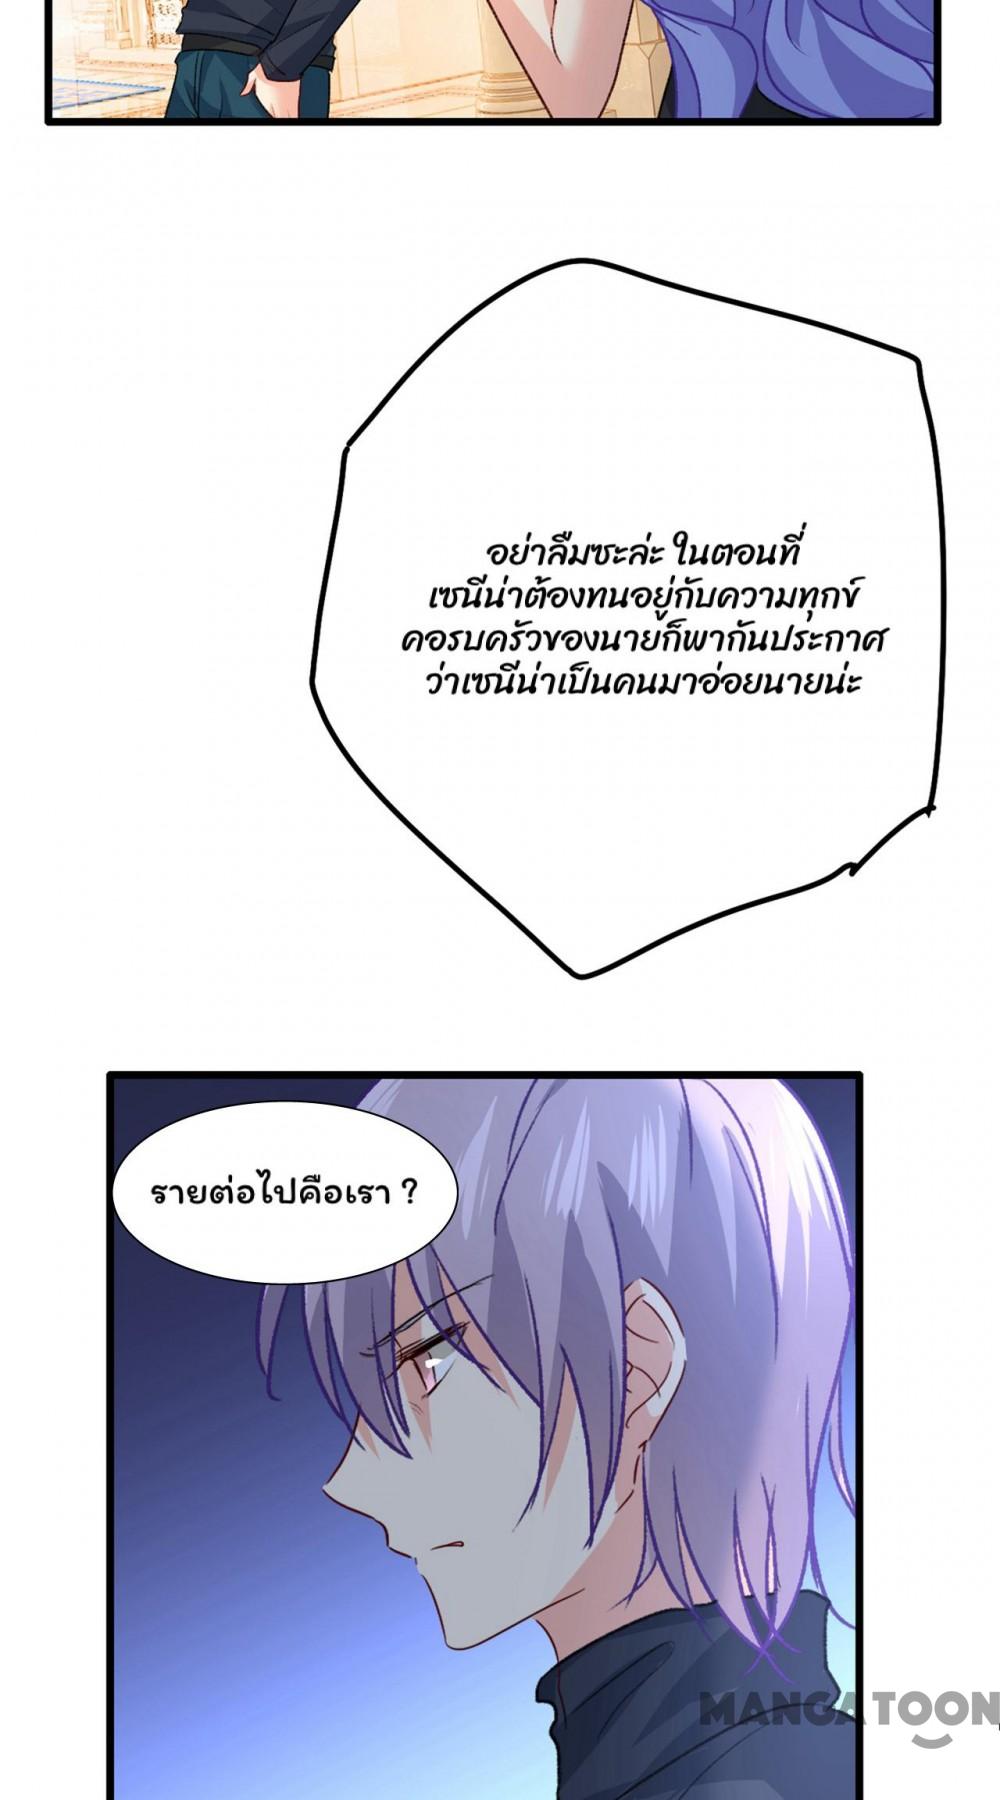 อย่าลืมซะล่ะ ในตอนที่
เซนีน่าต้องทนอยู่กับความทุกข์
คอรบครัวของนายก็พากันประกาศ
ว่าเซนีน่าเป็นคนมาอ่อยนายน่ะ
รายต่อไปคือเรา ?
MANGATOON